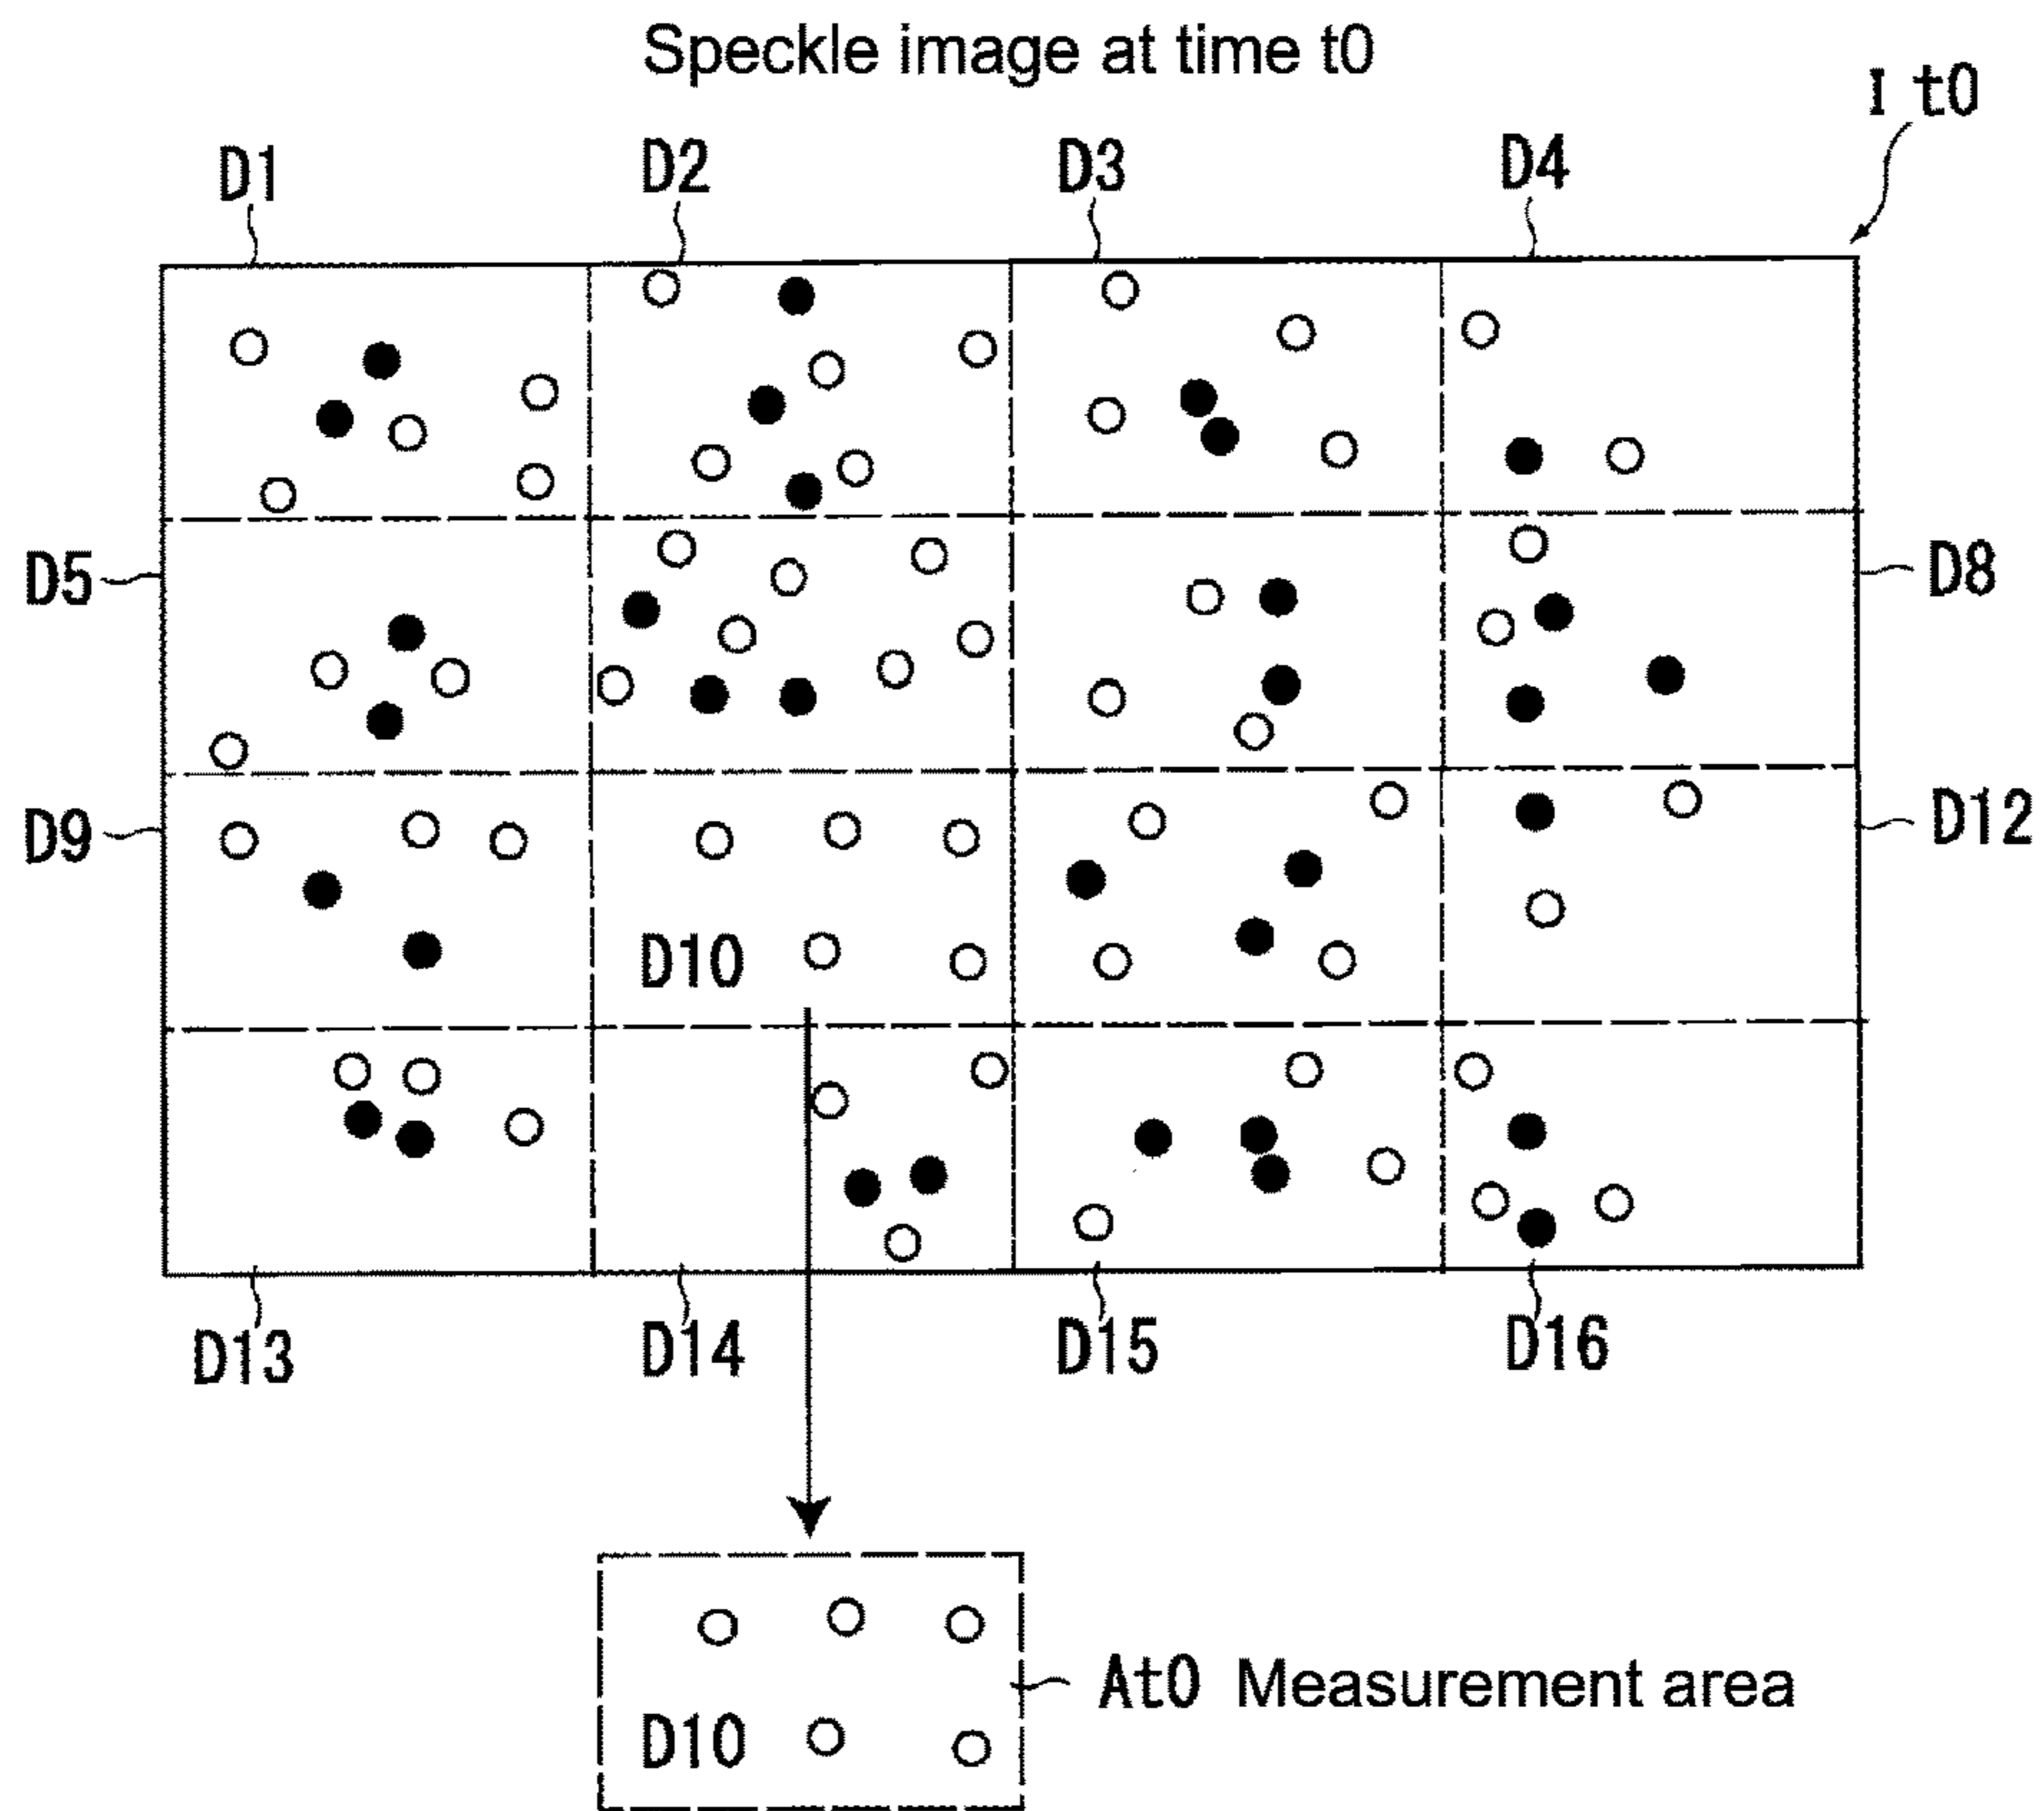 Speckle image at time t0
I t0
D1 D2 D3 D4
D5 D8
D9 D12
D10
D13 D14 D15 D16
At0 Measurement area
D10